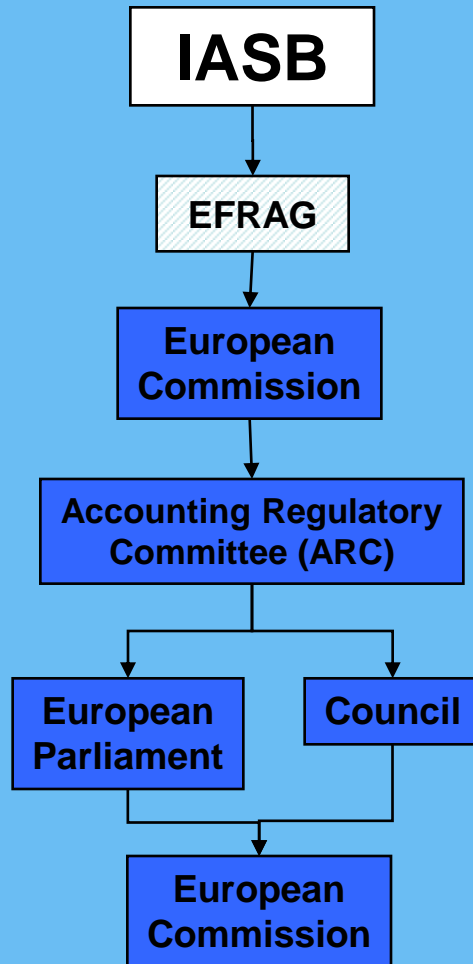 IASB
EFRAG
European
Commission
Accounting Regulatory
Committee (ARC)
European
Parliament
Council
European
Commission